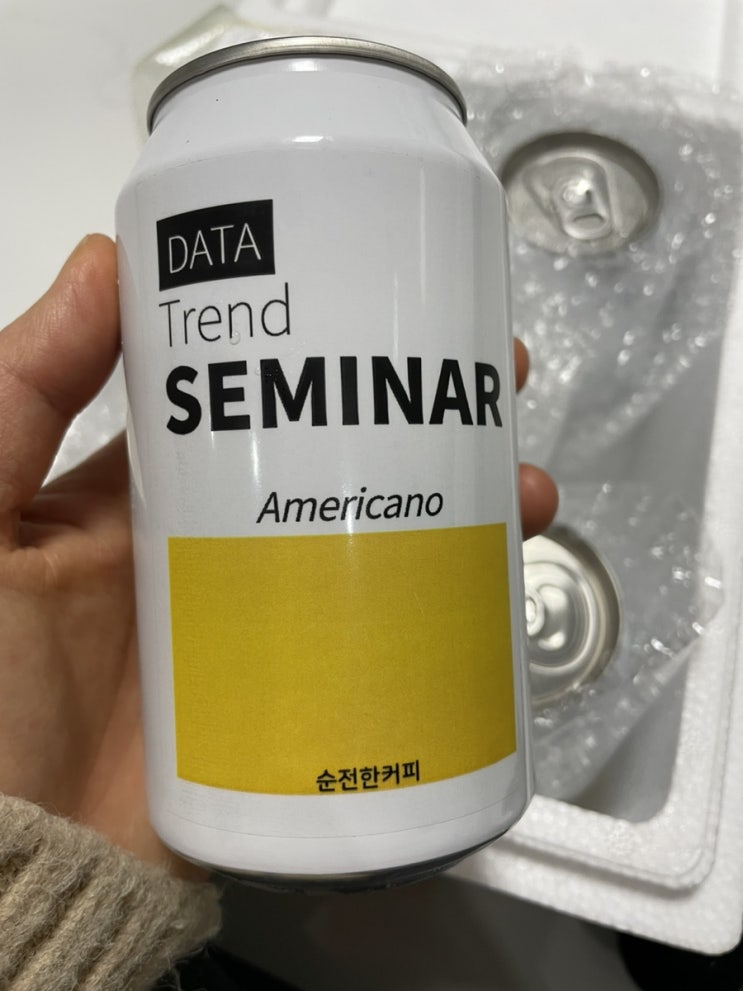 DATA
Trend
SEMINAR
Americano
순전한커피